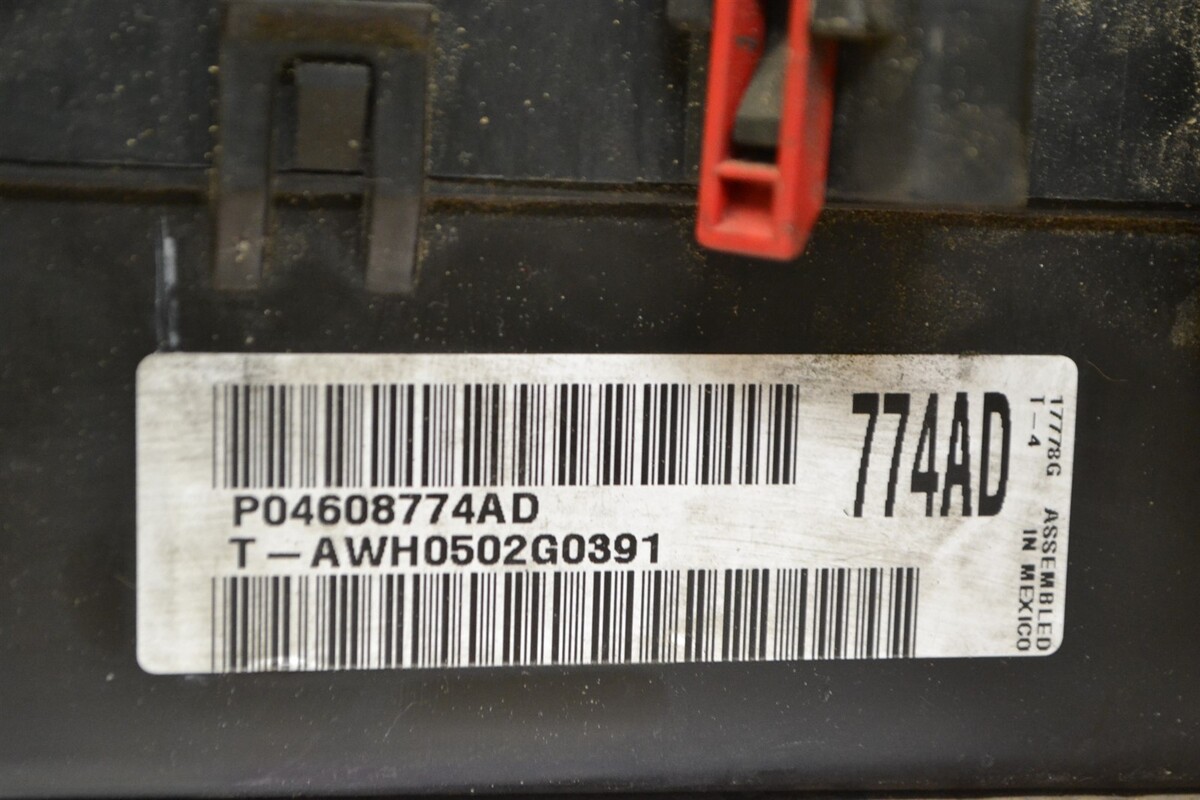 774AD
P04608774AD
T-AWH0502G0391
17778G ASSEMBLED
T-4 IN MEXICO